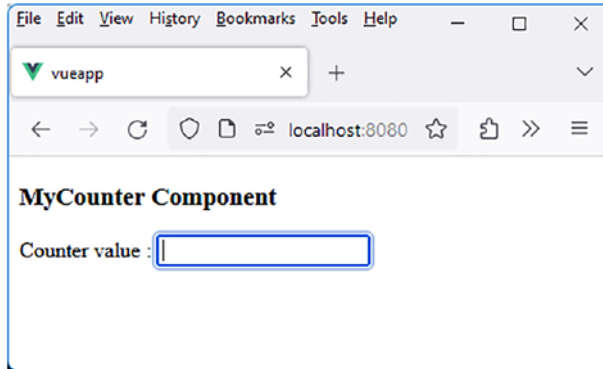 File Edit View History Bookmarks Tools Help
vueapp
localhost:8080
MyCounter Component
Counter value :